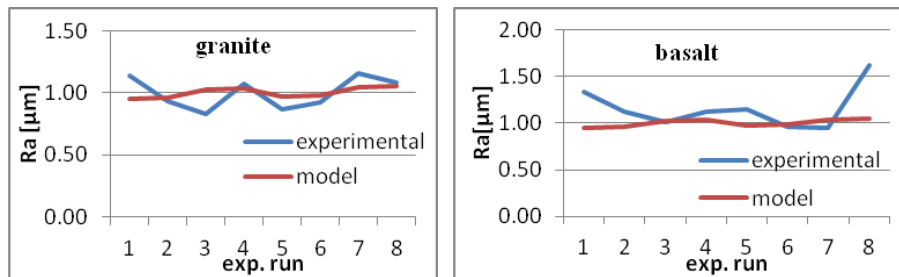 granite
Ra [µm]
1.50
1.00
0.50
0.00
experimental
model
1 2 3 4 5 6 7 8
exp. run
basalt
Ra[µm]
2.00
1.50
1.00
0.50
0.00
experimental
model
1 2 3 4 5 6 7 8
exp. run